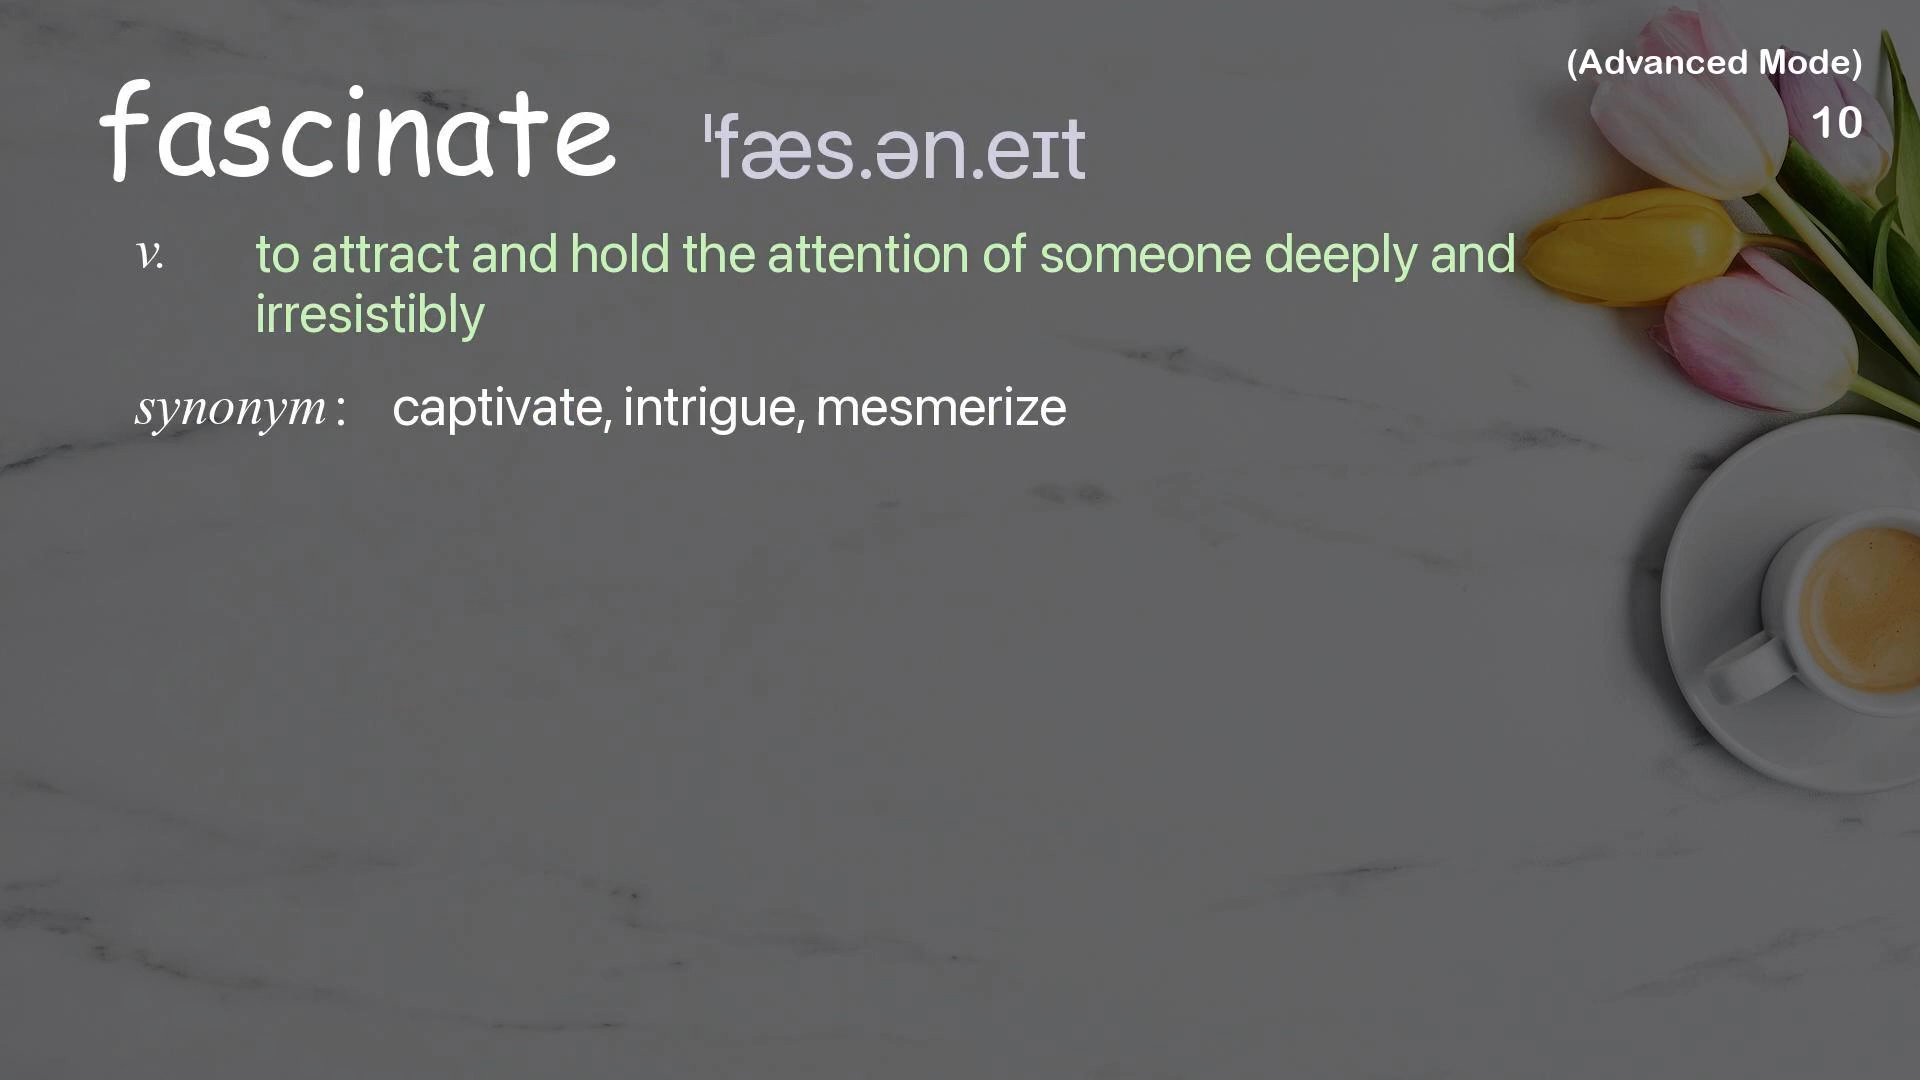 (Advanced Mode)
10
fascinate ˈfæs.ən.eɪt
v. to attract and hold the attention of someone deeply and
irresistibly
synonym : captivate, intrigue, mesmerize